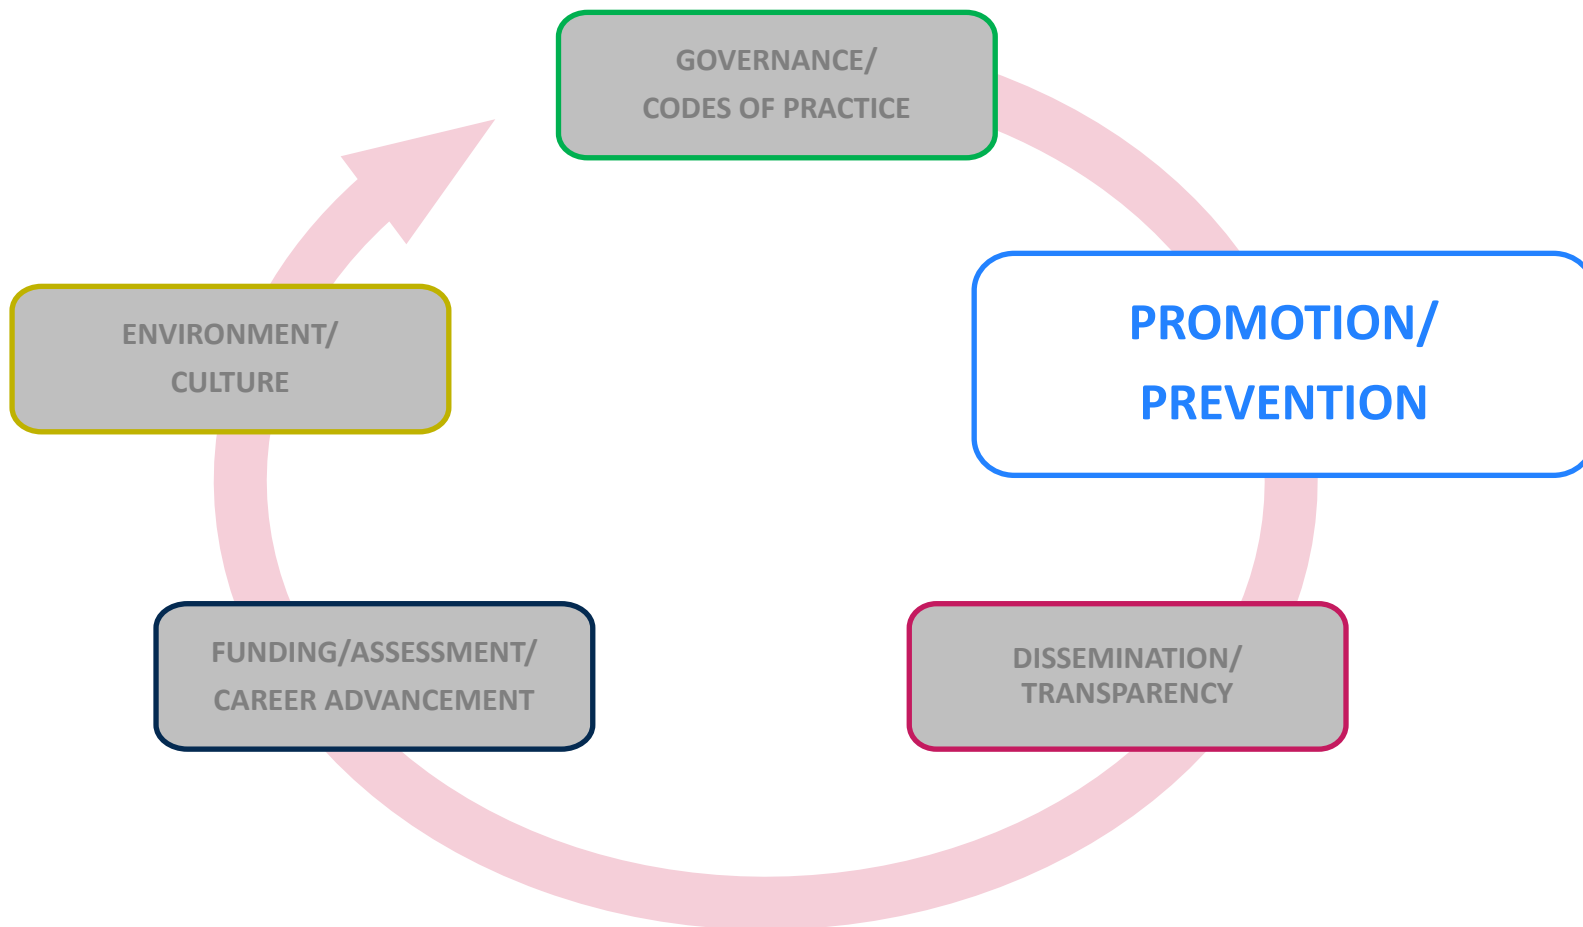 GOVERNANCE/
CODES OF PRACTICE
PROMOTION/
PREVENTION
DISSEMINATION/
TRANSPARENCY
FUNDING/ASSESSMENT/
CAREER ADVANCEMENT
ENVIRONMENT/
CULTURE